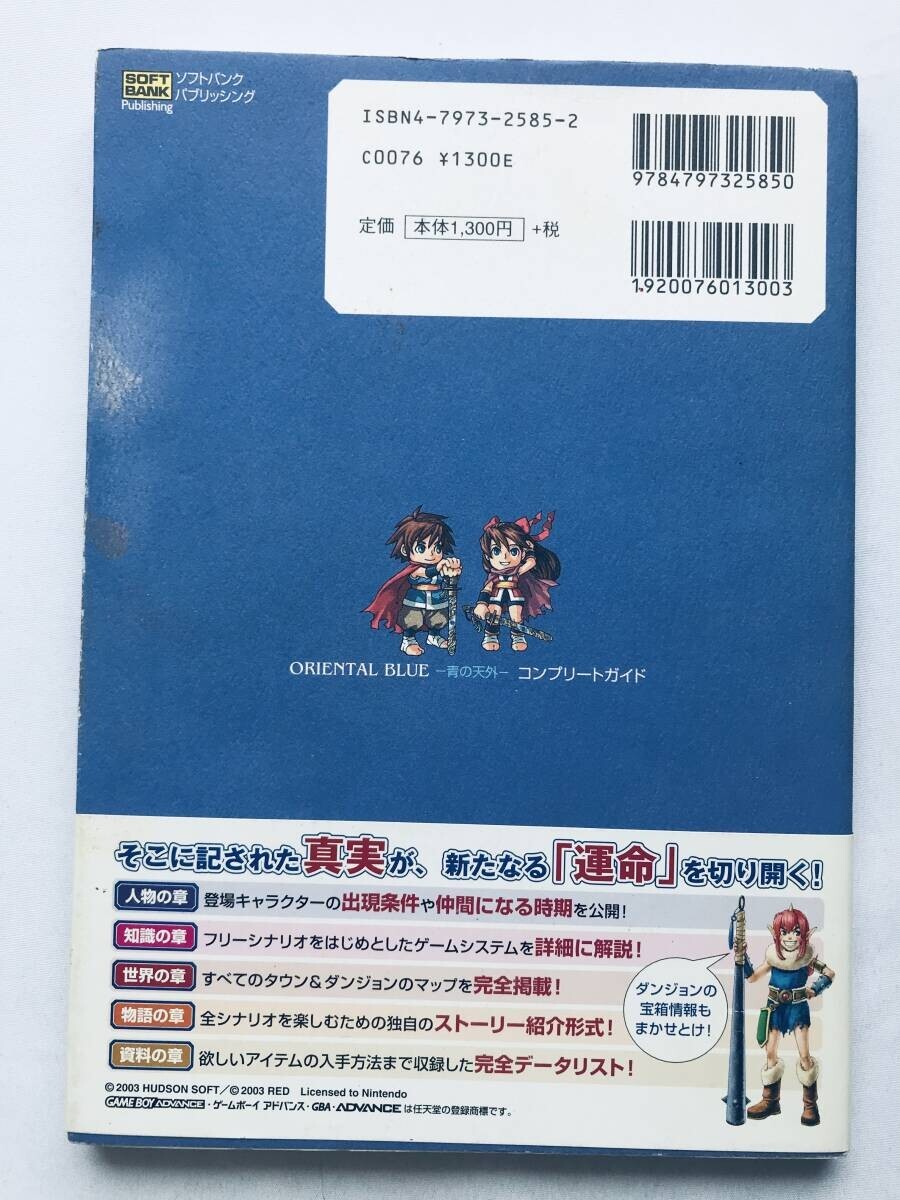 SOFT BANK Publishing
ソフトバンク
パブリッシング
ISBN4-7973-2585-2
C0076 ¥1300E
定価 本体1,300円 +税
9784797325850
1920076013003
ORIENTAL BLUE －青の天外－ コンプリートガイド
そこに記された真実が、新たなる「運命」を切り開く!
人物の章 登場キャラクターの出現条件や仲間になる時期を公開!
知識の章 フリーシナリオをはじめとしたゲームシステムを詳細に解説!
世界の章 すべてのタウン&ダンジョンのマップを完全掲載!
物語の章 全シナリオを楽しむための独自のストーリー紹介形式!
資料の章 欲しいアイテムの入手方法まで収録した完全データリスト!
ダンジョンの
宝箱情報も
まかせとけ!
© 2003 HUDSON SOFT／© 2003 RED Licensed to Nintendo
GAME BOY ADVANCE・ゲームボーイ アドバンス・GBA・ADVANCE は任天堂の登録商標です。